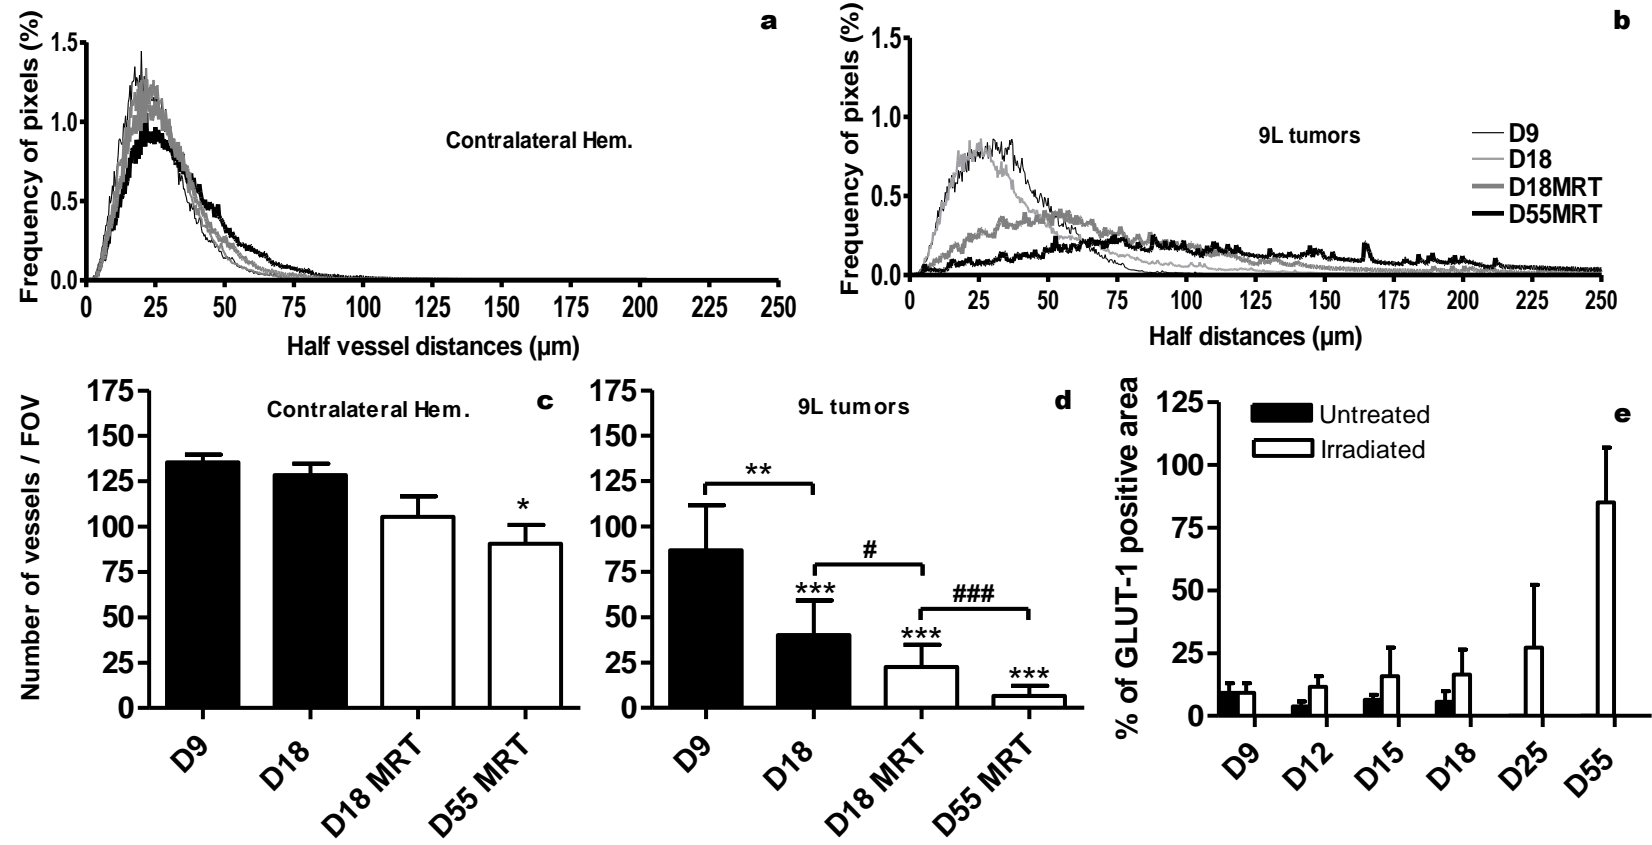 a
Frequency of pixels (%)
1.5
1.0
0.5
0.0
Contralateral Hem.
0 25 50 75 100 125 150 175 200 225 250
Half vessel distances (µm)
b
Frequency of pixels (%)
1.5
1.0
0.5
0.0
9L tumors
D9
D18
D18MRT
D55MRT
0 25 50 75 100 125 150 175 200 225 250
Half distances (µm)
c
Number of vessels / FOV
175
150
125
100
75
50
25
0
Contralateral Hem.
*
D9 D18 D18 MRT D55 MRT
d
175
150
125
100
75
50
25
0
9L tumors
**
#
###
***
***
***
D9 D18 D18 MRT D55 MRT
e
% of GLUT-1 positive area
125
100
75
50
25
0
Untreated
Irradiated
D9 D12 D15 D18 D25 D55